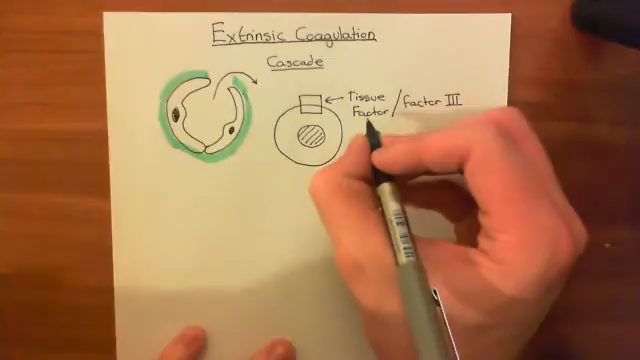 Extrinsic Coagulation
Cascade
Tissue
Factor / Factor III